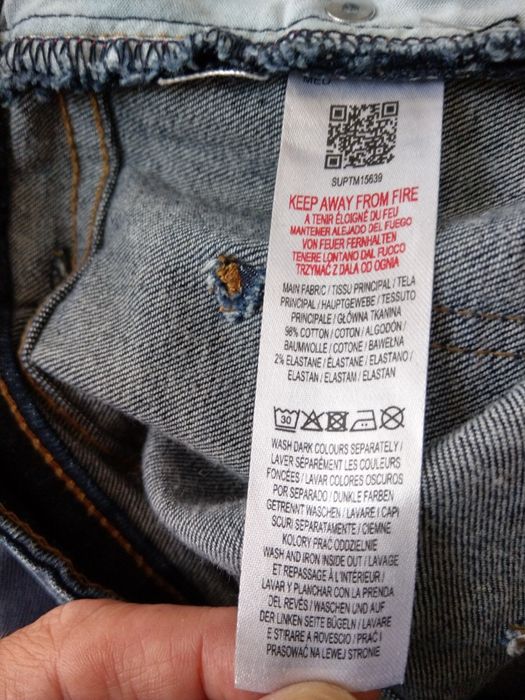 SUPTM15639
KEEP AWAY FROM FIRE
A TENIR ÉLOIGNÉ DU FEU
MANTENER ALEJADO DEL FUEGO
VON FEUER FERNHALTEN
TENERE LONTANO DAL FUOCO
TRZYMAĆ Z DALA OD OGNIA
MAIN FABRIC / TISSU PRINCIPAL / TELA
PRINCIPAL / HAUPTGEWEBE / TESSUTO
PRINCIPALE / GŁÓWNA TKANINA
98% COTTON / COTON / ALGODÓN /
BAUMWOLLE / COTONE / BAWEŁNA
2% ELASTANE / ÉLASTANE / ELASTANO /
ELASTAN / ELASTAM / ELASTAN
30
WASH DARK COLOURS SEPARATELY /
LAVER SÉPARÉMENT LES COULEURS
FONCÉES / LAVAR COLORES OSCUROS
POR SEPARADO / DUNKLE FARBEN
GETRENNT WASCHEN / LAVARE I CAPI
SCURI SEPARATAMENTE / CIEMNE
KOLORY PRAĆ ODDZIELNIE
WASH AND IRON INSIDE OUT / LAVAGE
ET REPASSAGE À L'INTÉRIEUR /
LAVAR Y PLANCHAR CON LA PRENDA
DEL REVÉS / WASCHEN UND AUF
DER LINKEN SEITE BÜGELN / LAVARE
E STIRARE A ROVESCIO / PRAĆ I
PRASOWAĆ NA LEWEJ STRONIE